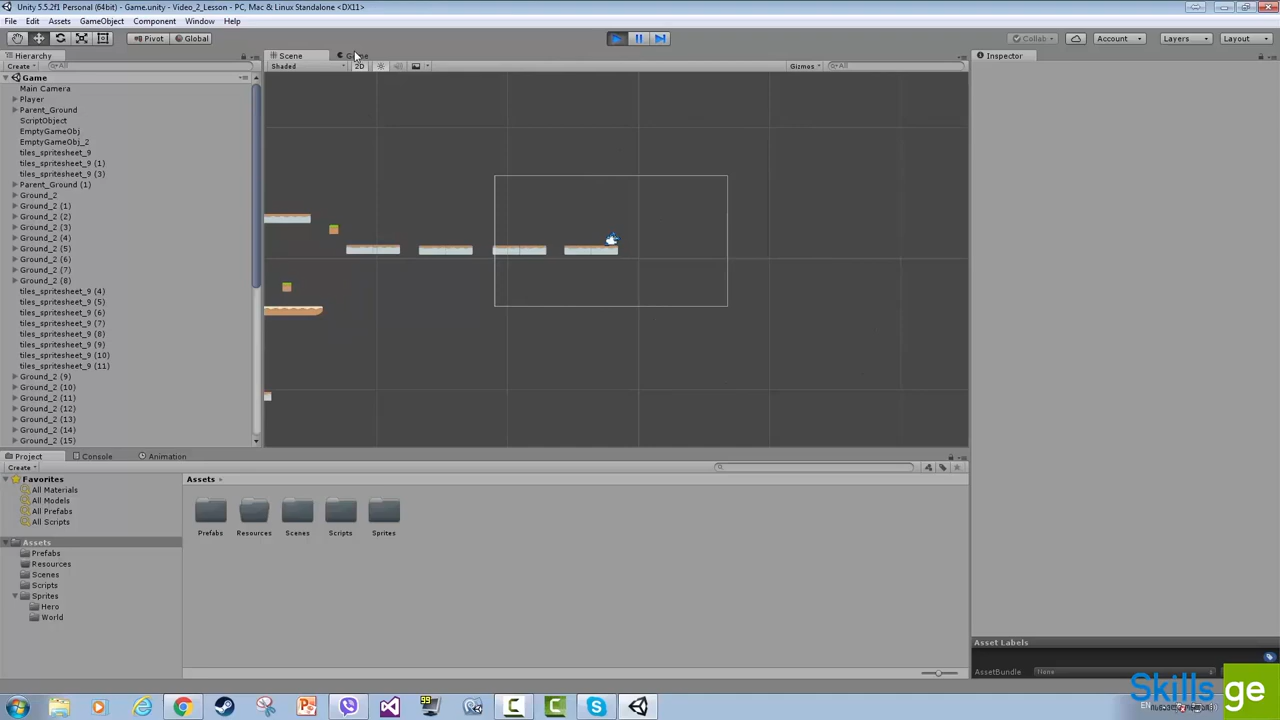 Unity 5.5.2f1 Personal (64bit) - Game.unity - Video_2_Lesson - PC, Mac & Linux Standalone <DX11>
File Edit Assets GameObject Component Window Help
Pivot Global Collab Account Layers Layout
Hierarchy Scene Inspector
Create All Shaded 2D Gizmos All
Game
Main Camera
Player
Parent_Ground
ScriptObject
EmptyGameObj
EmptyGameObj_2
tiles_spritesheet_9
tiles_spritesheet_9 (1)
tiles_spritesheet_9 (3)
Parent_Ground (1)
Ground_2
Ground_2 (1)
Ground_2 (2)
Ground_2 (3)
Ground_2 (4)
Ground_2 (5)
Ground_2 (6)
Ground_2 (7)
Ground_2 (8)
tiles_spritesheet_9 (4)
tiles_spritesheet_9 (5)
tiles_spritesheet_9 (6)
tiles_spritesheet_9 (7)
tiles_spritesheet_9 (8)
tiles_spritesheet_9 (9)
tiles_spritesheet_9 (10)
tiles_spritesheet_9 (11)
Ground_2 (9)
Ground_2 (10)
Ground_2 (11)
Ground_2 (12)
Ground_2 (13)
Ground_2 (14)
Ground_2 (15)
Project Console Animation
Create
Favorites
All Materials
All Models
All Prefabs
All Scripts
Assets
Prefabs
Resources
Scenes
Scripts
Sprites
Hero
World
Assets
Prefabs Resources Scenes Scripts Sprites
Asset Labels
AssetBundle None
99
Skills ge